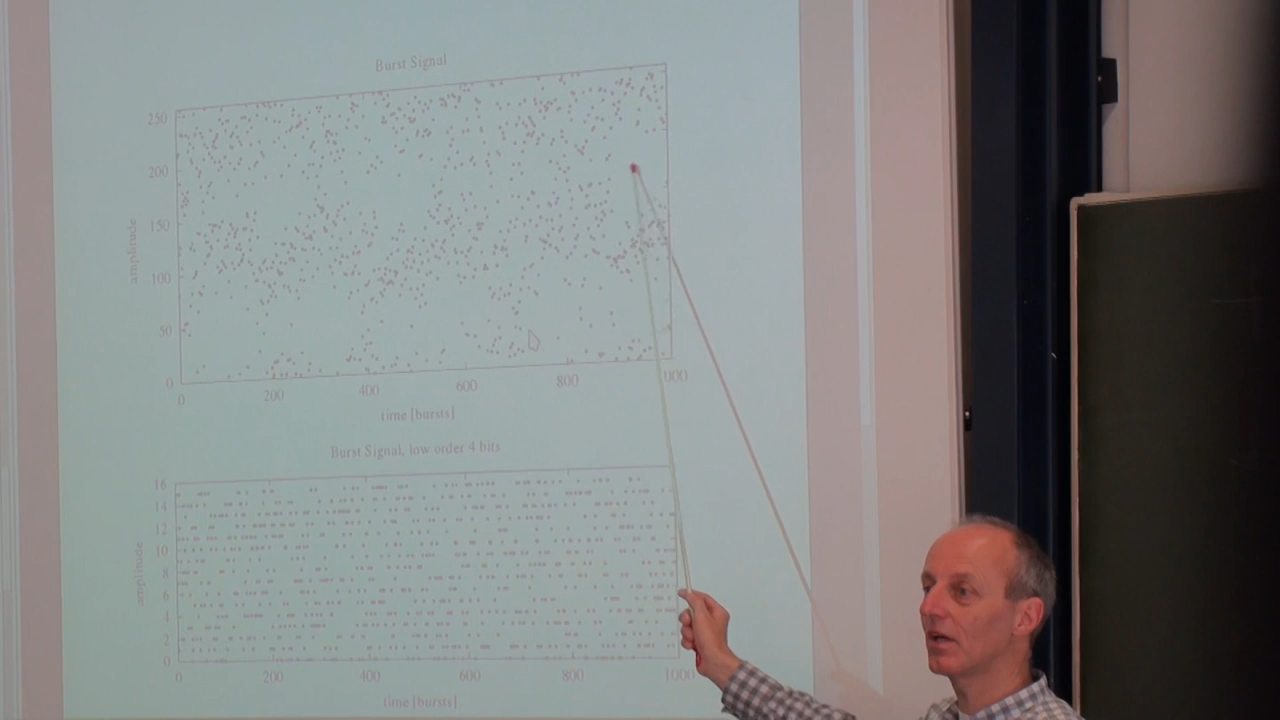 Burst Signal
250
200
150
100
50
0
amplitude
0 200 400 600 800 1000
time [bursts]
Burst Signal, low order 4 bits
16
14
12
10
8
6
4
2
0
amplitude
0 200 400 600 800 1000
time [bursts]